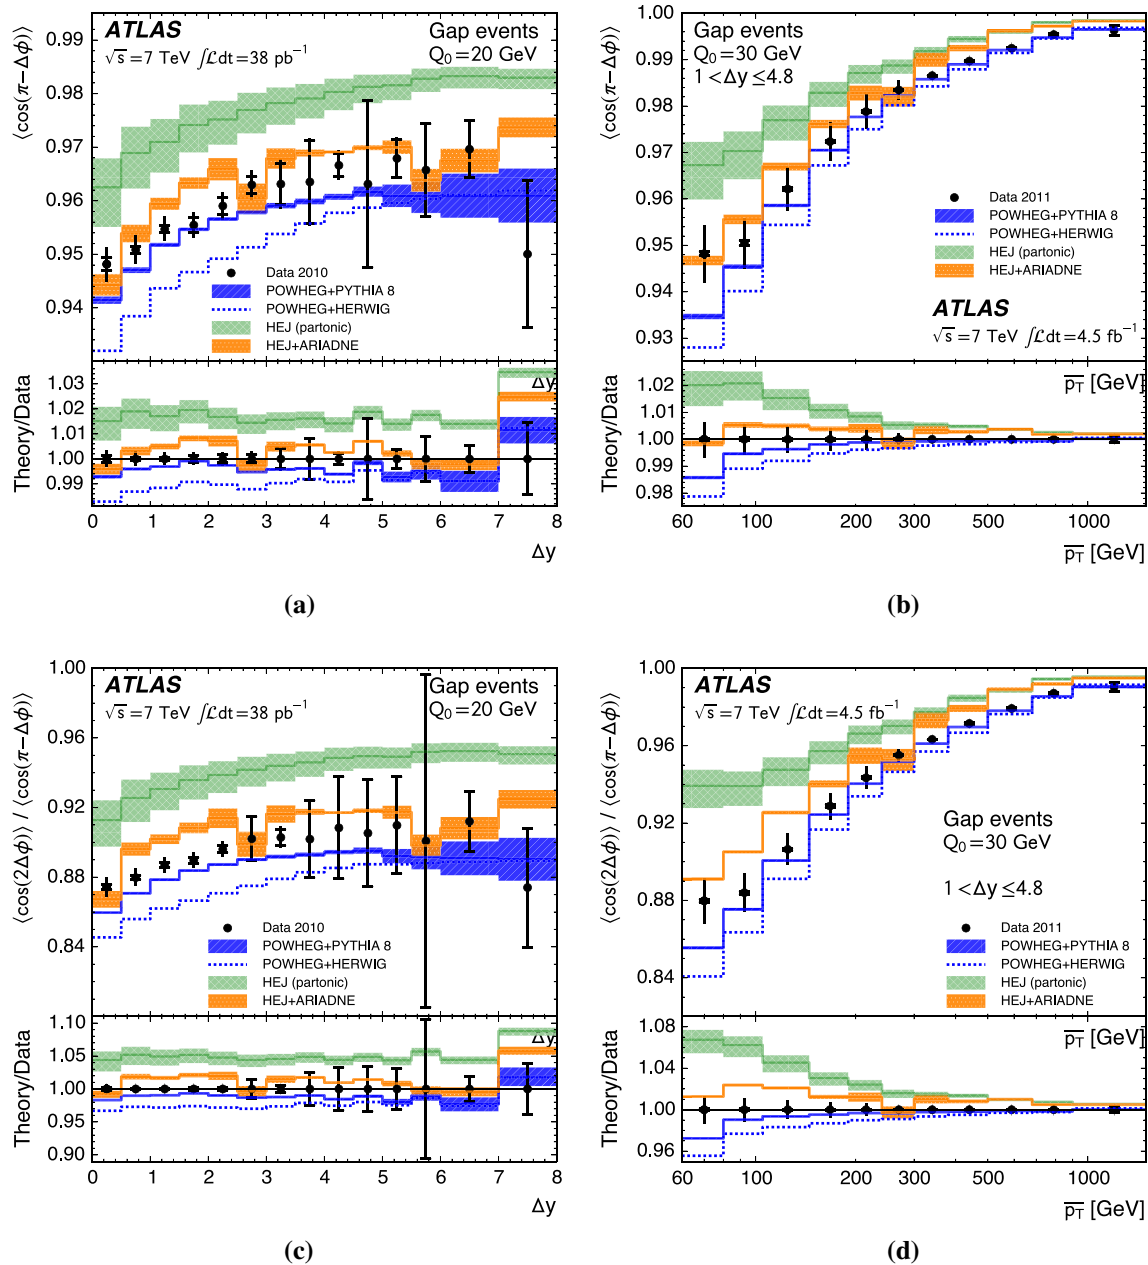 ATLAS
√s = 7 TeV ∫ℒdt = 38 pb⁻¹
Gap events
Q₀ = 20 GeV
⟨cos(π−Δϕ)⟩
0.99
0.98
0.97
0.96
0.95
0.94
Data 2010
POWHEG+PYTHIA 8
POWHEG+HERWIG
HEJ (partonic)
HEJ+ARIADNE
Δy
Theory/Data
1.03
1.02
1.01
1.00
0.99
0 1 2 3 4 5 6 7 8
Δy
(a)
Gap events
Q₀ = 30 GeV
1 < Δy ≤ 4.8
⟨cos(π−Δϕ)⟩
1.00
0.99
0.98
0.97
0.96
0.95
0.94
0.93
Data 2011
POWHEG+PYTHIA 8
POWHEG+HERWIG
HEJ (partonic)
HEJ+ARIADNE
ATLAS
√s = 7 TeV ∫ℒdt = 4.5 fb⁻¹
p̅T̅ [GeV]
Theory/Data
1.02
1.01
1.00
0.99
0.98
60 100 200 300 500 1000
p̅T̅ [GeV]
(b)
ATLAS
√s = 7 TeV ∫ℒdt = 38 pb⁻¹
Gap events
Q₀ = 20 GeV
⟨cos(2Δϕ)⟩ / ⟨cos(π−Δϕ)⟩
1.00
0.96
0.92
0.88
0.84
Data 2010
POWHEG+PYTHIA 8
POWHEG+HERWIG
HEJ (partonic)
HEJ+ARIADNE
Δy
Theory/Data
1.10
1.05
1.00
0.95
0.90
0 1 2 3 4 5 6 7 8
Δy
(c)
ATLAS
√s = 7 TeV ∫ℒdt = 4.5 fb⁻¹
⟨cos(2Δϕ)⟩ / ⟨cos(π−Δϕ)⟩
1.00
0.96
0.92
0.88
0.84
Gap events
Q₀ = 30 GeV
1 < Δy ≤ 4.8
Data 2011
POWHEG+PYTHIA 8
POWHEG+HERWIG
HEJ (partonic)
HEJ+ARIADNE
p̅T̅ [GeV]
Theory/Data
1.08
1.04
1.00
0.96
60 100 200 300 500 1000
p̅T̅ [GeV]
(d)